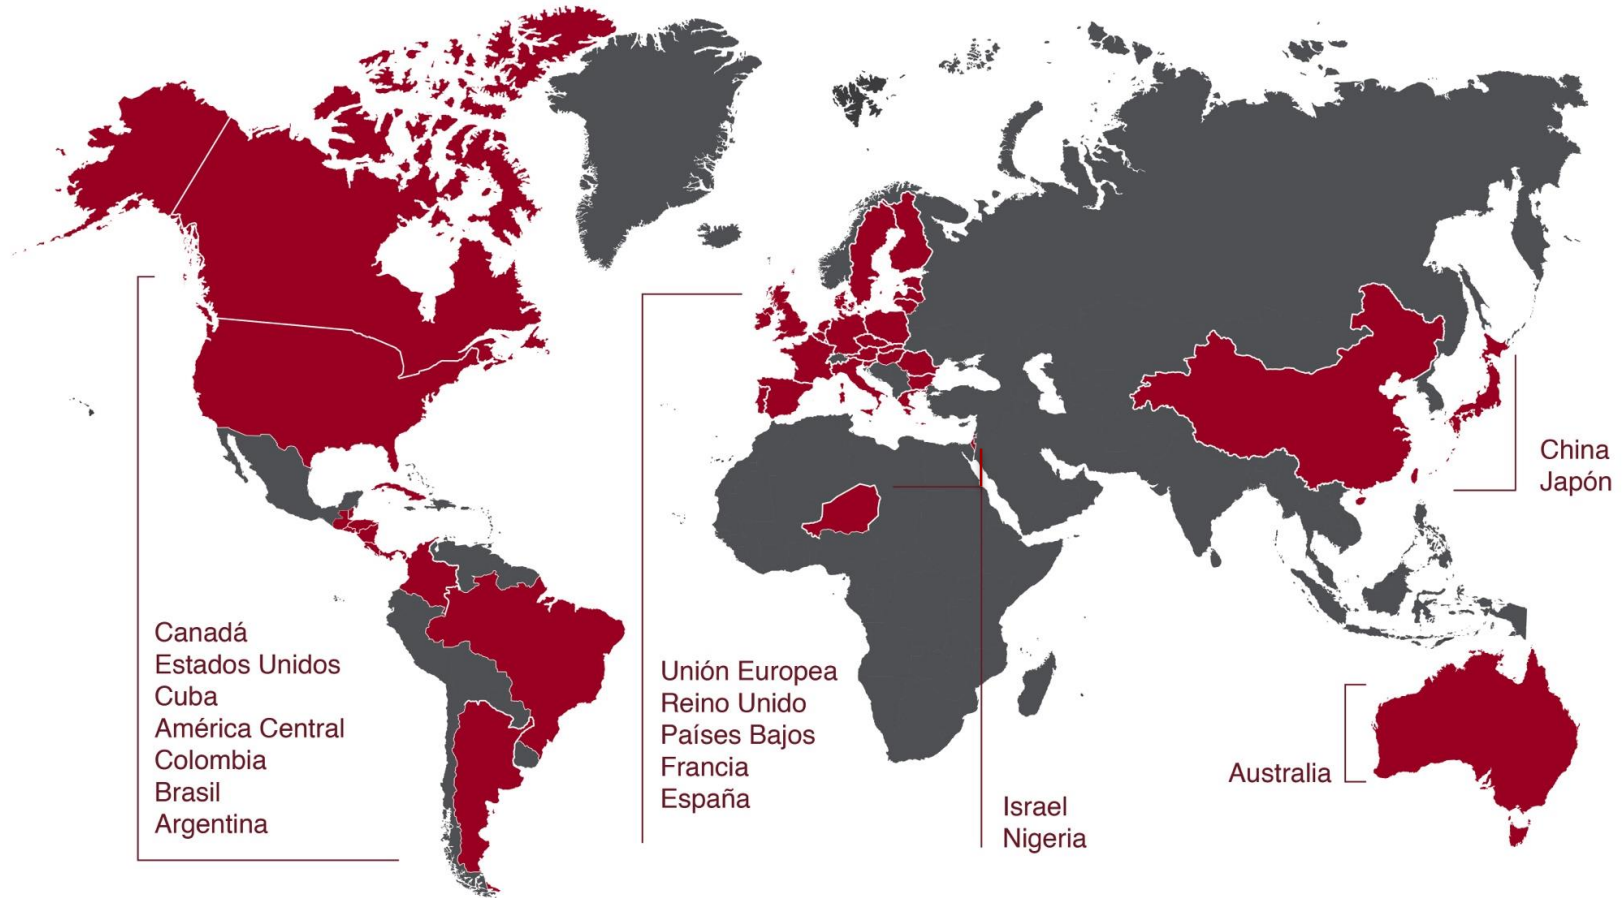 Canadá
Estados Unidos
Cuba
América Central
Colombia
Brasil
Argentina
Unión Europea
Reino Unido
Países Bajos
Francia
España
Israel
Nigeria
China
Japón
Australia